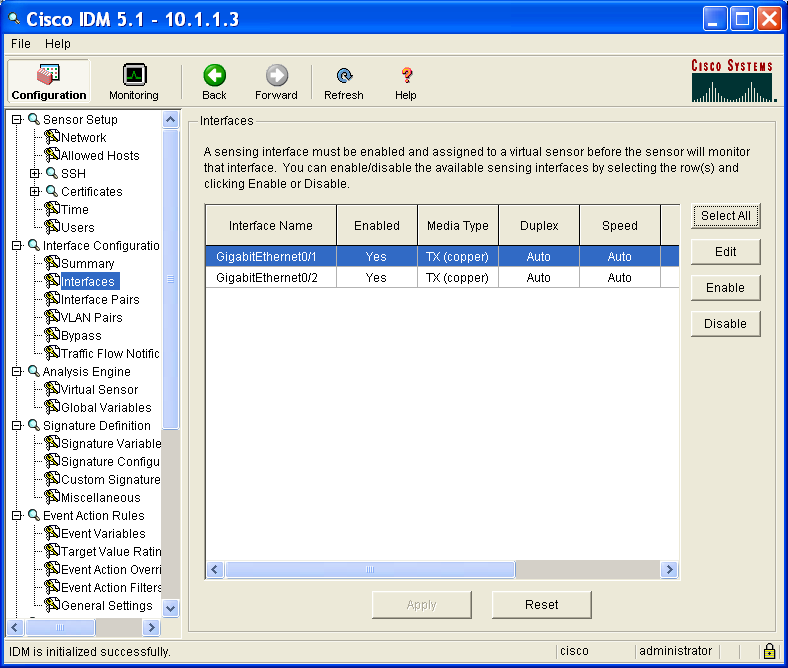 Cisco IDM 5.1 - 10.1.1.3
File Help
Configuration Monitoring Back Forward Refresh Help
CISCO SYSTEMS
Sensor Setup
Network
Allowed Hosts
SSH
Certificates
Time
Users
Interface Configuratio
Summary
Interfaces
Interface Pairs
VLAN Pairs
Bypass
Traffic Flow Notific
Analysis Engine
Virtual Sensor
Global Variables
Signature Definition
Signature Variable
Signature Configu
Custom Signature
Miscellaneous
Event Action Rules
Event Variables
Target Value Ratin
Event Action Overri
Event Action Filters
General Settings
Interfaces
A sensing interface must be enabled and assigned to a virtual sensor before the sensor will monitor
that interface. You can enable/disable the available sensing interfaces by selecting the row(s) and
clicking Enable or Disable.
Interface Name Enabled Media Type Duplex Speed
GigabitEthernet0/1 Yes TX (copper) Auto Auto
GigabitEthernet0/2 Yes TX (copper) Auto Auto
Select All
Edit
Enable
Disable
Apply Reset
IDM is initialized successfully. cisco administrator